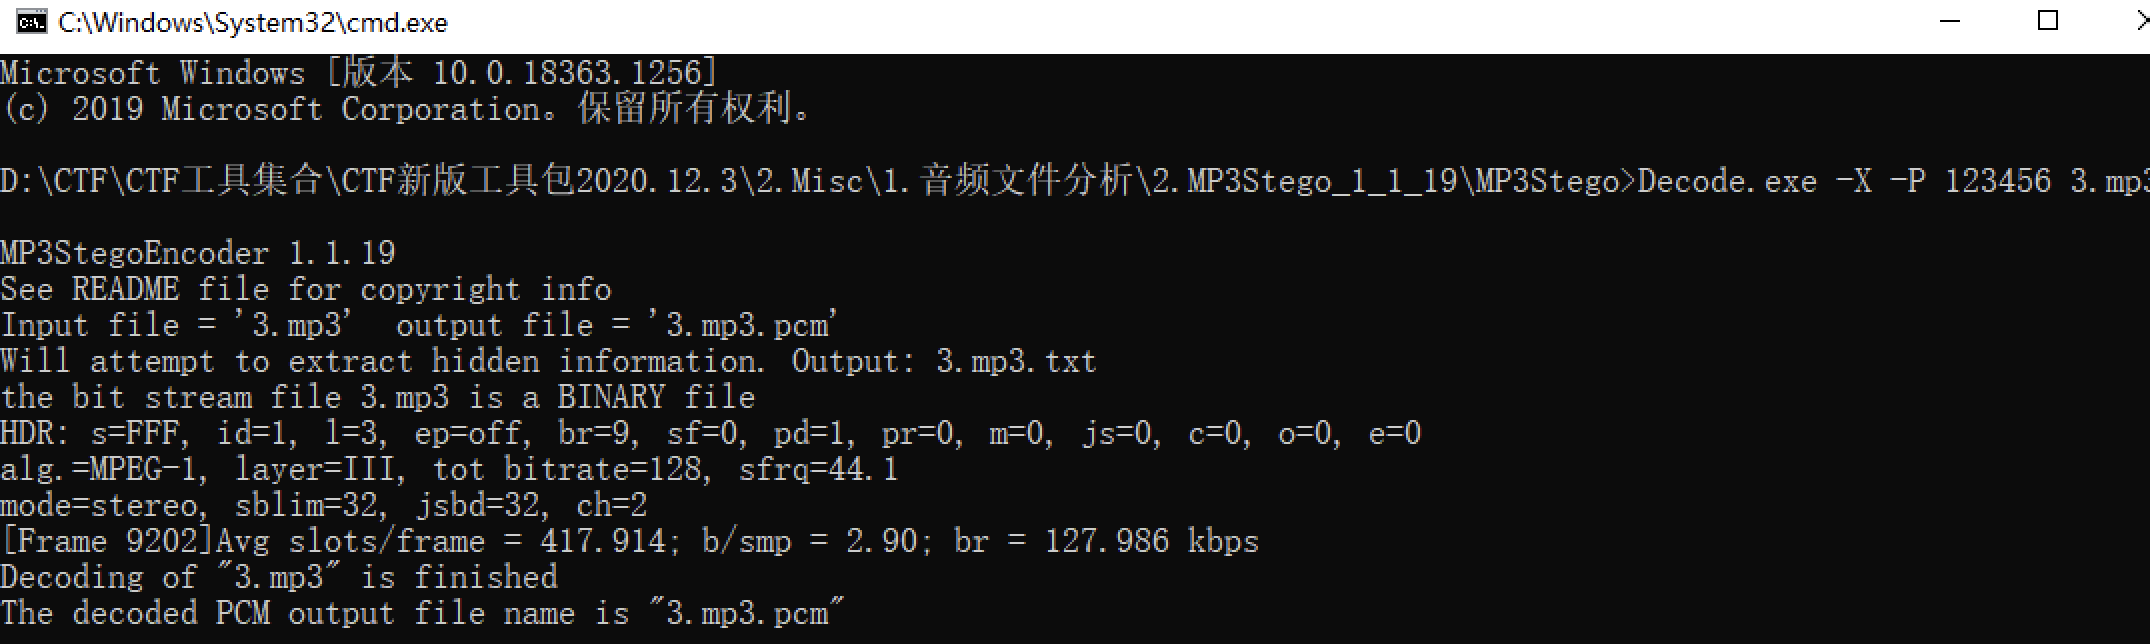 C:\Windows\System32\cmd.exe
Microsoft Windows [版本 10.0.18363.1256]
(c) 2019 Microsoft Corporation。保留所有权利。
D:\CTF\CTF工具集合\CTF新版工具包2020.12.3\2.Misc\1.音频文件分析\2.MP3Stego_1_1_19\MP3Stego>Decode.exe -X -P 123456 3.mp3
MP3StegoEncoder 1.1.19
See README file for copyright info
Input file = '3.mp3'  output file = '3.mp3.pcm'
Will attempt to extract hidden information. Output: 3.mp3.txt
the bit stream file 3.mp3 is a BINARY file
HDR: s=FFF, id=1, l=3, ep=off, br=9, sf=0, pd=1, pr=0, m=0, js=0, c=0, o=0, e=0
alg.=MPEG-1, layer=III, tot bitrate=128, sfrq=44.1
mode=stereo, sblim=32, jsbd=32, ch=2
[Frame 9202]Avg slots/frame = 417.914; b/smp = 2.90; br = 127.986 kbps
Decoding of "3.mp3" is finished
The decoded PCM output file name is "3.mp3.pcm"